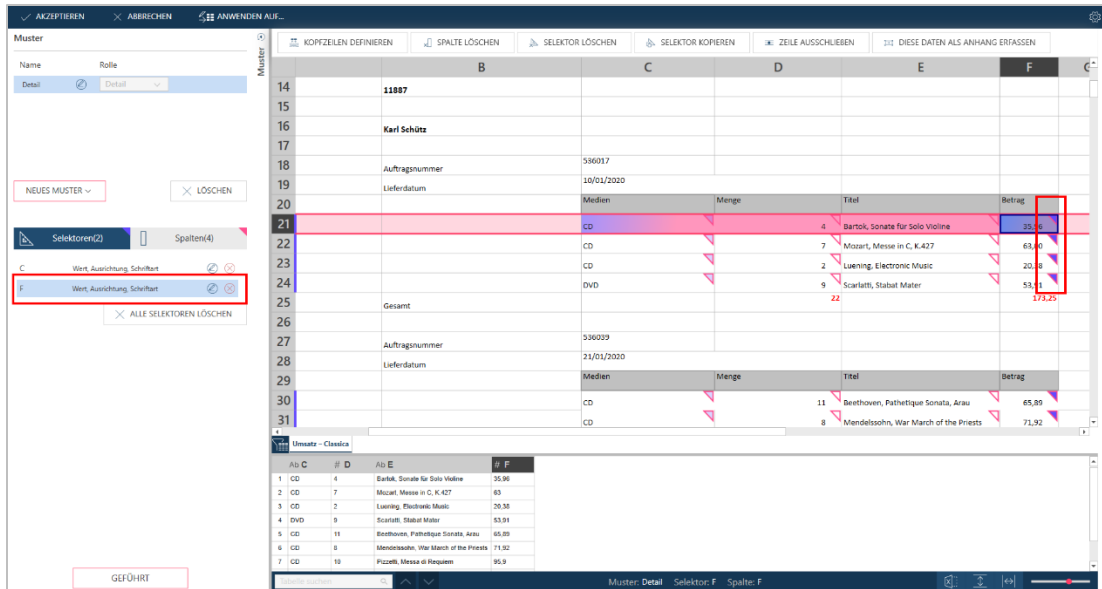 AKZEPTIEREN ABBRECHEN ANWENDEN AUF...
Muster
Name Rolle
Detail Detail
NEUES MUSTER LÖSCHEN
Selektoren(2) Spalten(4)
C Wert, Ausrichtung, Schriftart
F Wert, Ausrichtung, Schriftart
ALLE SELEKTOREN LÖSCHEN
GEFÜHRT
Muster
KOPFZEILEN DEFINIEREN SPALTE LÖSCHEN SELEKTOR LÖSCHEN SELEKTOR KOPIEREN ZEILE AUSSCHLIEßEN DIESE DATEN ALS ANHANG ERFASSEN
B C D E F G
14 11887
15
16 Karl Schütz
17
18 Auftragsnummer 536017
19 Lieferdatum 10/01/2020
20 Medien Menge Titel Betrag
21 CD 4 Bartok, Sonate für Solo Violine 35,96
22 CD 7 Mozart, Messe in C, K.427 63,00
23 CD 2 Luening, Electronic Music 20,38
24 DVD 9 Scarlatti, Stabat Mater 53,91
25 Gesamt 22 173,25
26
27 Auftragsnummer 536039
28 Lieferdatum 21/01/2020
29 Medien Menge Titel Betrag
30 CD 11 Beethoven, Pathetique Sonata, Arau 65,89
31 CD 8 Mendelssohn, War March of the Priests 71,92
Umsatz - Classica
Ab C # D Ab E # F
1 CD 4 Bartok, Sonate für Solo Violine 35,96
2 CD 7 Mozart, Messe in C, K.427 63
3 CD 2 Luening, Electronic Music 20,38
4 DVD 9 Scarlatti, Stabat Mater 53,91
5 CD 11 Beethoven, Pathetique Sonata, Arau 65,89
6 CD 8 Mendelssohn, War March of the Priests 71,92
7 CD 10 Pizzetti, Messa di Requiem 95,9
Tabelle suchen Muster: Detail Selektor: F Spalte: F